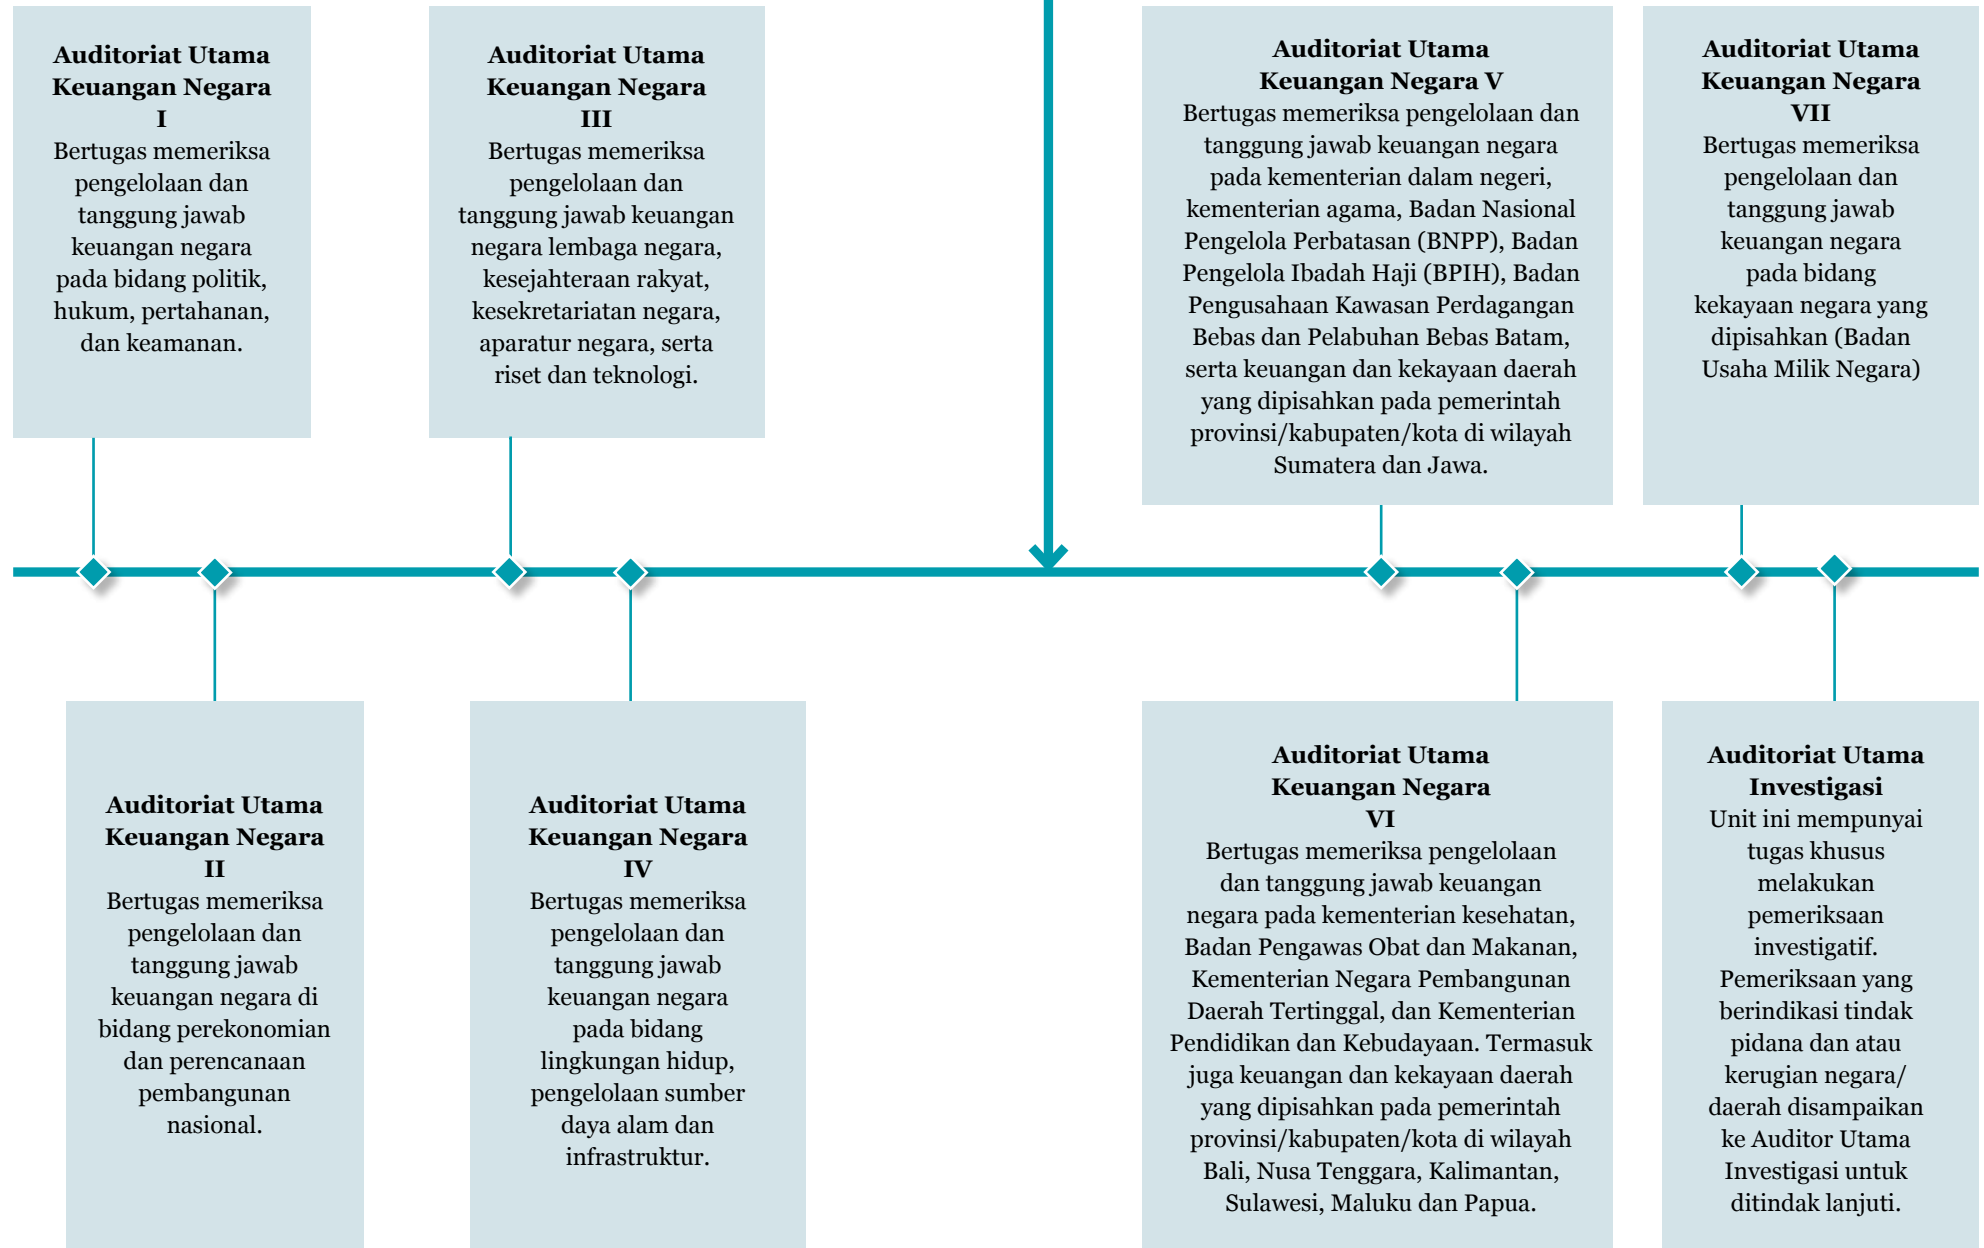 Auditoriat Utama
Keuangan Negara
I
Bertugas memeriksa
pengelolaan dan
tanggung jawab
keuangan negara
pada bidang politik,
hukum, pertahanan,
dan keamanan.
Auditoriat Utama
Keuangan Negara
III
Bertugas memeriksa
pengelolaan dan
tanggung jawab keuangan
negara lembaga negara,
kesejahteraan rakyat,
kesekretariatan negara,
aparatur negara, serta
riset dan teknologi.
Auditoriat Utama
Keuangan Negara V
Bertugas memeriksa pengelolaan dan
tanggung jawab keuangan negara
pada kementerian dalam negeri,
kementerian agama, Badan Nasional
Pengelola Perbatasan (BNPP), Badan
Pengelola Ibadah Haji (BPIH), Badan
Pengusahaan Kawasan Perdagangan
Bebas dan Pelabuhan Bebas Batam,
serta keuangan dan kekayaan daerah
yang dipisahkan pada pemerintah
provinsi/kabupaten/kota di wilayah
Sumatera dan Jawa.
Auditoriat Utama
Keuangan Negara
VII
Bertugas memeriksa
pengelolaan dan
tanggung jawab
keuangan negara
pada bidang
kekayaan negara yang
dipisahkan (Badan
Usaha Milik Negara)
Auditoriat Utama
Keuangan Negara
II
Bertugas memeriksa
pengelolaan dan
tanggung jawab
keuangan negara di
bidang perekonomian
dan perencanaan
pembangunan
nasional.
Auditoriat Utama
Keuangan Negara
IV
Bertugas memeriksa
pengelolaan dan
tanggung jawab
keuangan negara
pada bidang
lingkungan hidup,
pengelolaan sumber
daya alam dan
infrastruktur.
Auditoriat Utama
Keuangan Negara
VI
Bertugas memeriksa pengelolaan
dan tanggung jawab keuangan
negara pada kementerian kesehatan,
Badan Pengawas Obat dan Makanan,
Kementerian Negara Pembangunan
Daerah Tertinggal, dan Kementerian
Pendidikan dan Kebudayaan. Termasuk
juga keuangan dan kekayaan daerah
yang dipisahkan pada pemerintah
provinsi/kabupaten/kota di wilayah
Bali, Nusa Tenggara, Kalimantan,
Sulawesi, Maluku dan Papua.
Auditoriat Utama
Investigasi
Unit ini mempunyai
tugas khusus
melakukan
pemeriksaan
investigatif.
Pemeriksaan yang
berindikasi tindak
pidana dan atau
kerugian negara/
daerah disampaikan
ke Auditor Utama
Investigasi untuk
ditindak lanjuti.